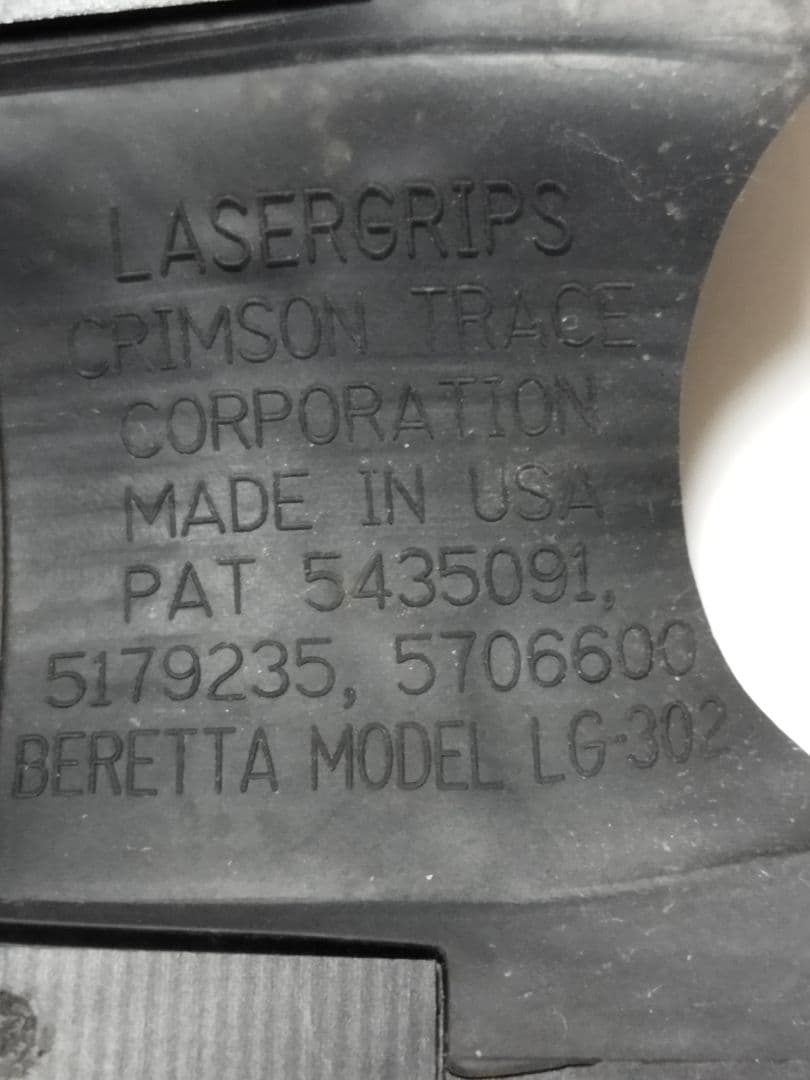 LASERGRIPS
CRIMSON TRACE
CORPORATION
MADE IN USA
PAT 5435091,
5179235, 5706600
BERETTA MODEL LG-302